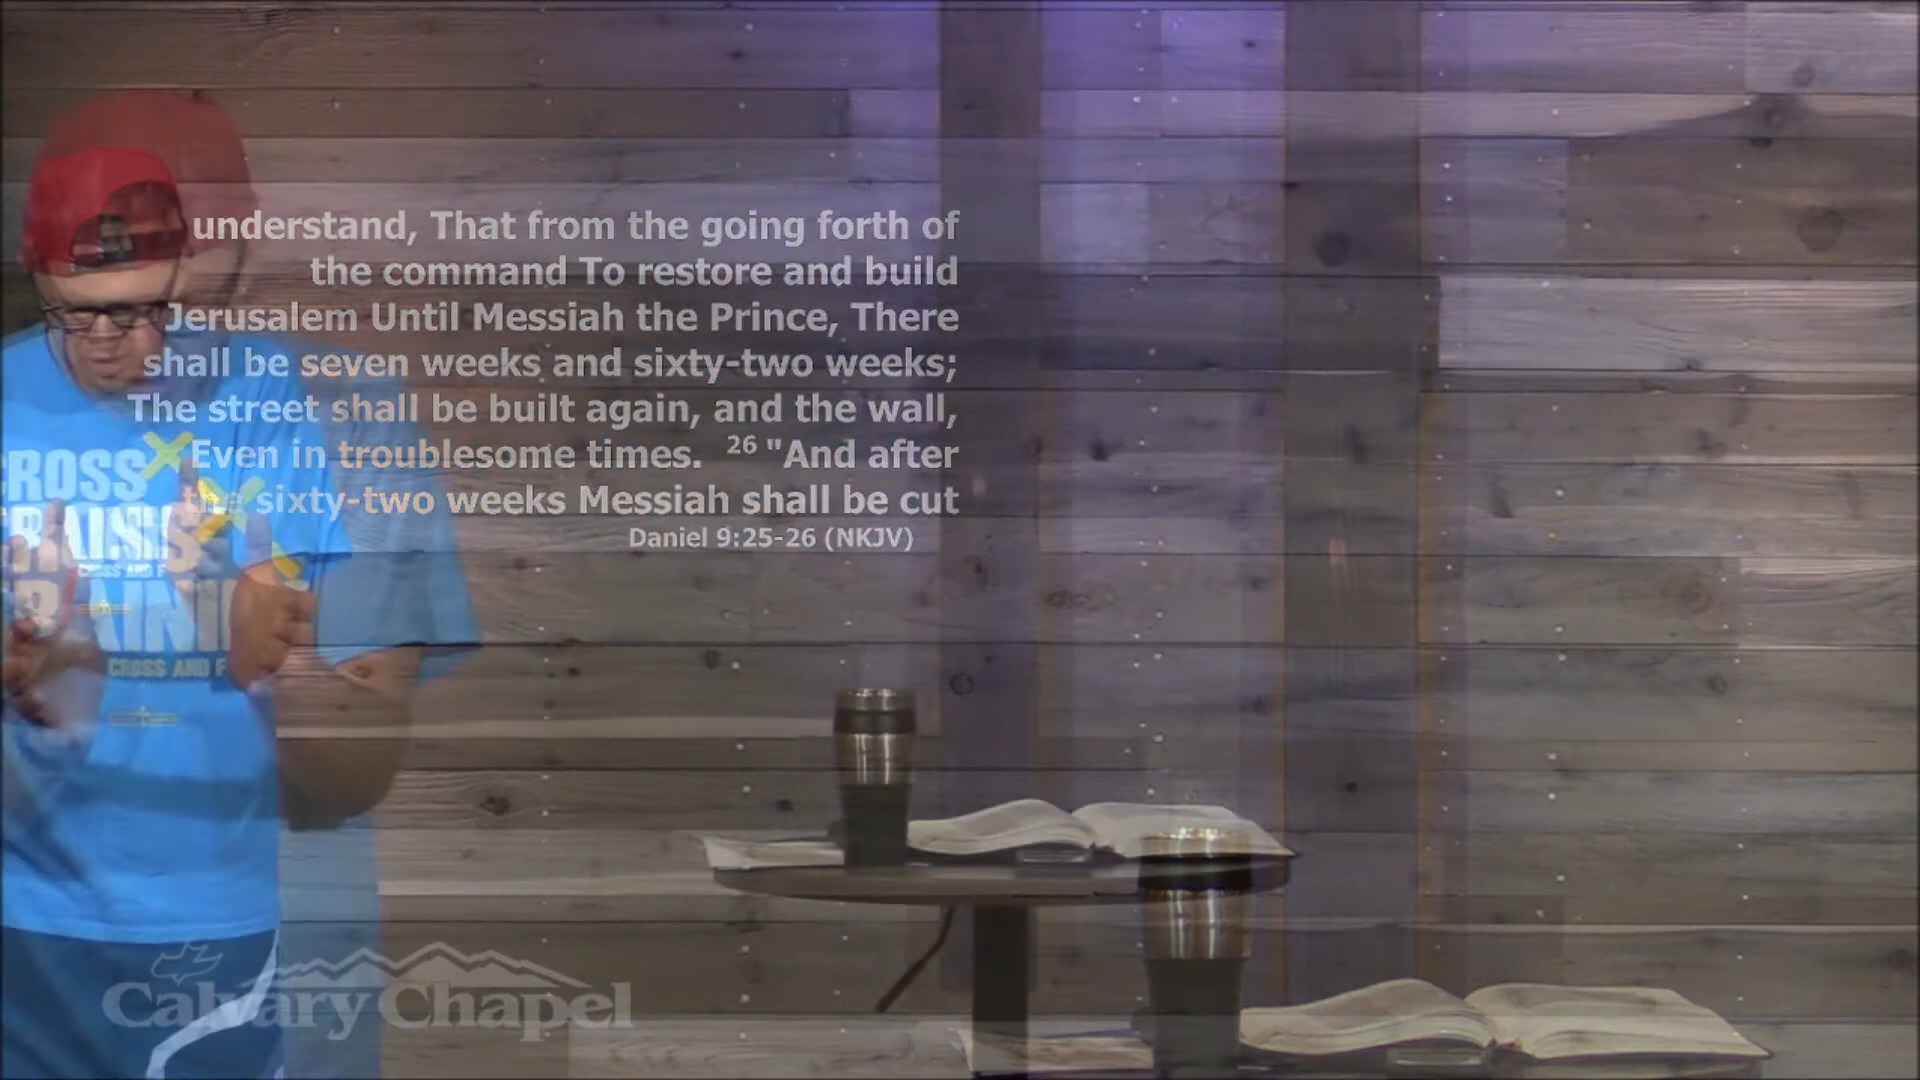 understand, That from the going forth of
the command To restore and build
Jerusalem Until Messiah the Prince, There
shall be seven weeks and sixty-two weeks;
The street shall be built again, and the wall,
Even in troublesome times. 26 "And after
the sixty-two weeks Messiah shall be cut
Daniel 9:25-26 (NKJV)
CROSS
CROSS AND F
CROSS AND F
Calvary Chapel